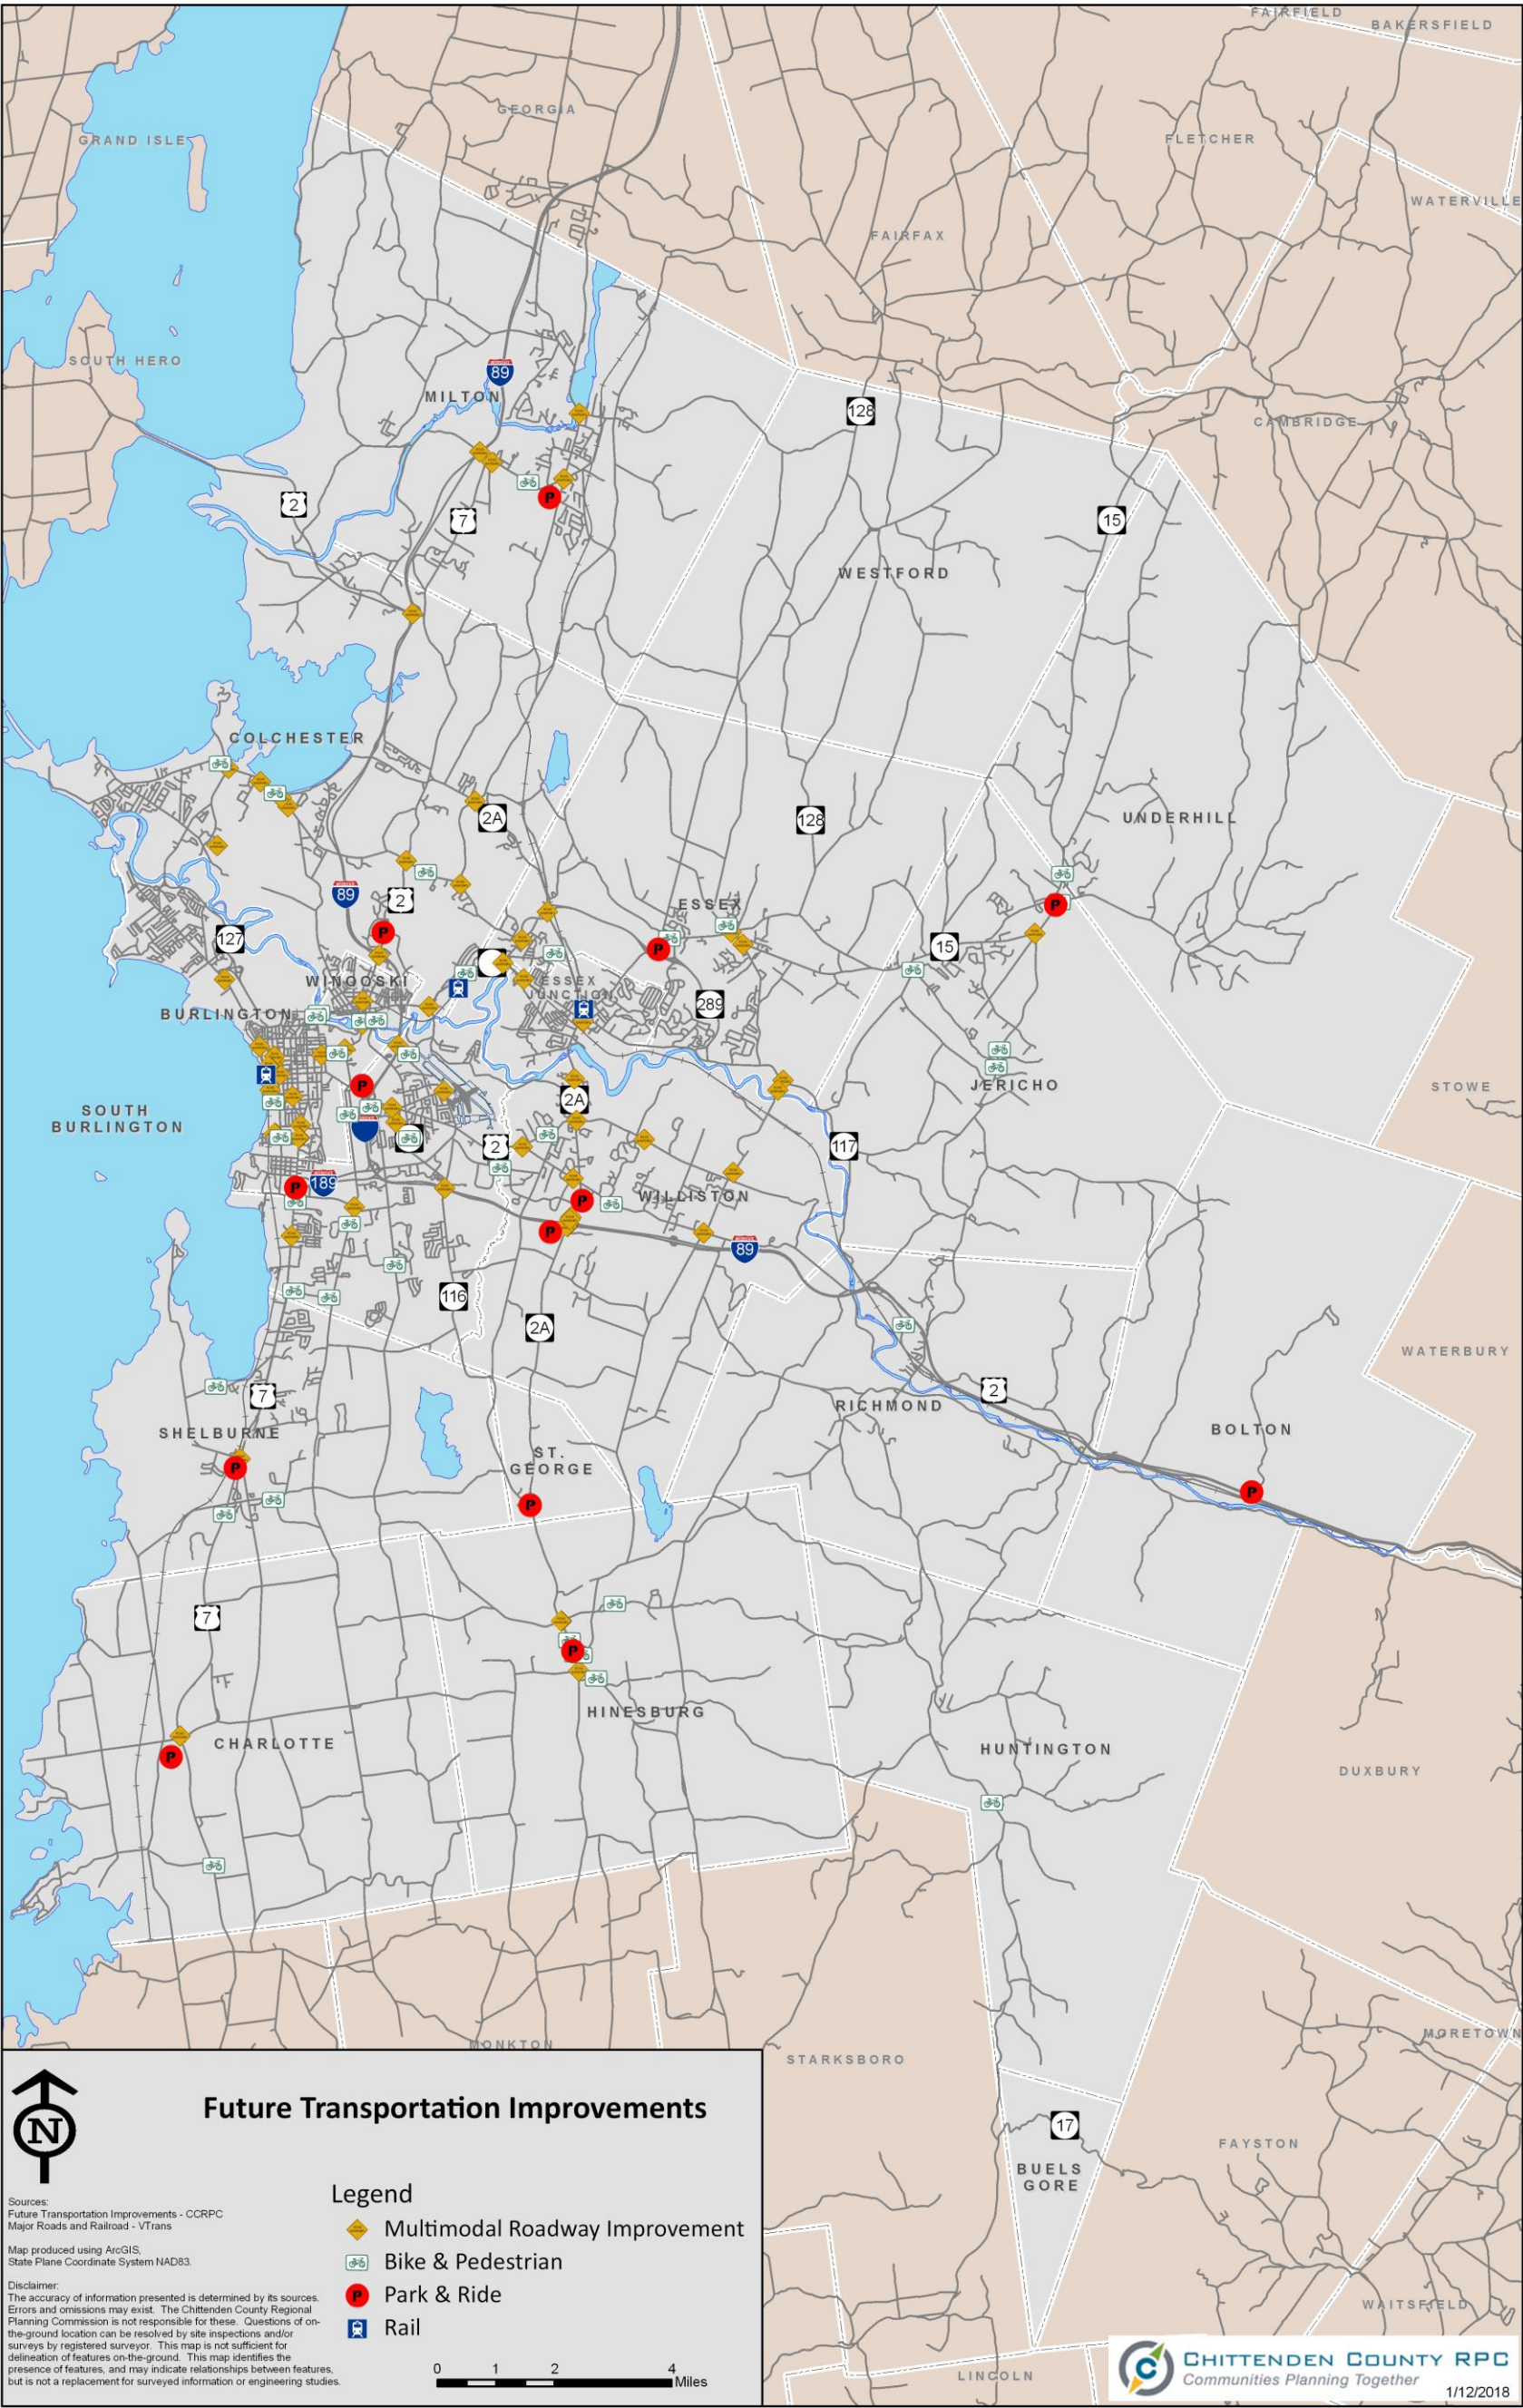 FAIRFIELD
BAKERSFIELD
GEORGIA
GRAND ISLE
FLETCHER
WATERVILLE
FAIRFAX
SOUTH HERO
89
MILTON
128
CAMBRIDGE
2
7
15
WESTFORD
COLCHESTER
2A
128
UNDERHILL
89
2
ESSEX
127
15
WINOOSKI
ESSEX
JUNCTION
289
BURLINGTON
JERICHO
STOWE
SOUTH
BURLINGTON
2A
2
117
189
WILLISTON
89
116
2A
WATERBURY
7
2
RICHMOND
BOLTON
SHELBURNE
ST.
GEORGE
7
HINESBURG
CHARLOTTE
HUNTINGTON
DUXBURY
MONKTON
STARKSBORO
MORETOWN
17
FAYSTON
BUELS
GORE
WAITSFIELD
LINCOLN
N
Future Transportation Improvements
Sources:
Future Transportation Improvements - CCRPC
Major Roads and Railroad - VTrans
Map produced using ArcGIS,
State Plane Coordinate System NAD83.
Disclaimer:
The accuracy of information presented is determined by its sources.
Errors and omissions may exist. The Chittenden County Regional
Planning Commission is not responsible for these. Questions of on-
the-ground location can be resolved by site inspections and/or
surveys by registered surveyor. This map is not sufficient for
delineation of features on-the-ground. This map identifies the
presence of features, and may indicate relationships between features,
but is not a replacement for surveyed information or engineering studies.
Legend
Multimodal Roadway Improvement
Bike & Pedestrian
P Park & Ride
Rail
0 1 2 4
Miles
CHITTENDEN COUNTY RPC
Communities Planning Together
1/12/2018